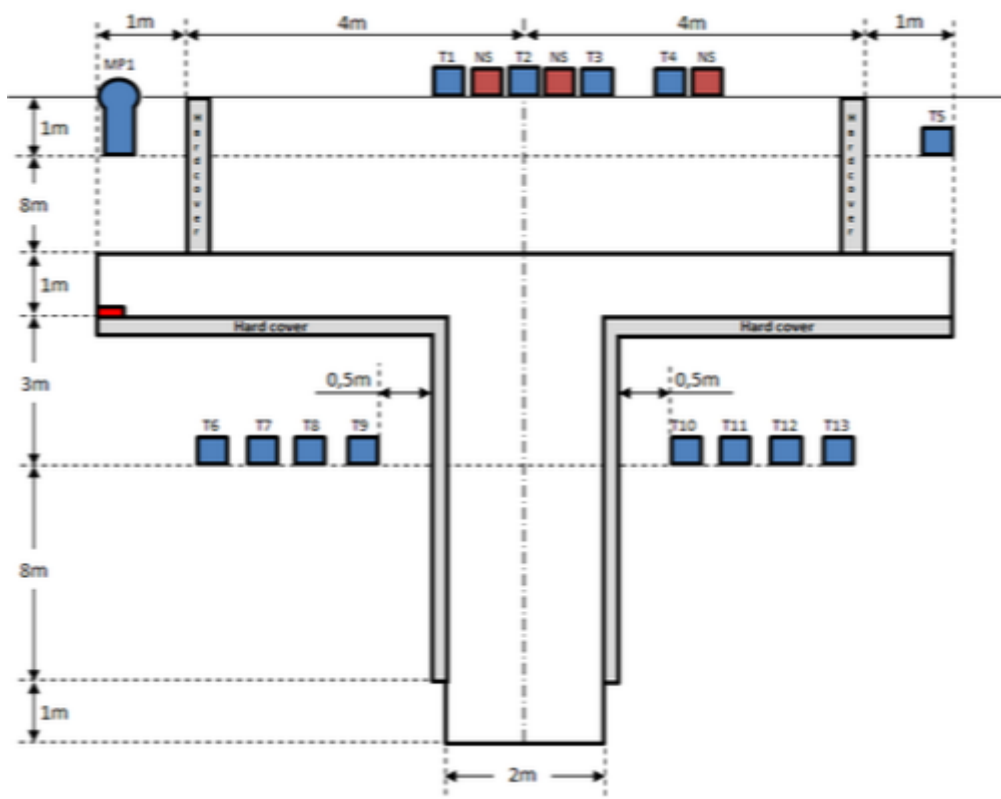 1m 4m 4m 1m
MP1 T1 NS T2 NS T3 T4 NS
1m
T5
Hardcover Hardcover
8m
1m
Hard cover Hard cover
3m
0,5m 0,5m
T6 T7 T8 T9 T10 T11 T12 T13
8m
1m
2m